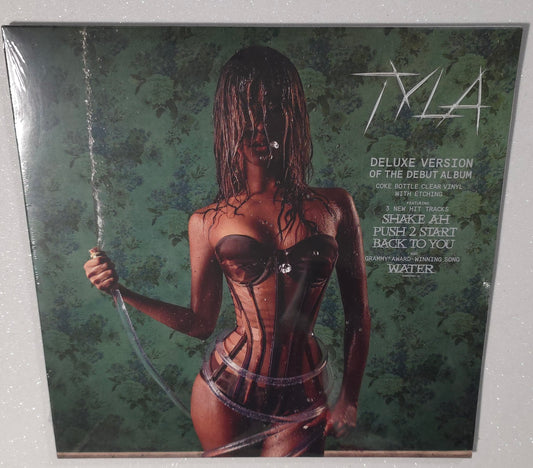 TYLA
DELUXE VERSION
OF THE DEBUT ALBUM
COKE BOTTLE CLEAR VINYL
WITH ETCHING
FEATURING
3 NEW HIT TRACKS
SHAKE AH
PUSH 2 START
BACK TO YOU
GRAMMY® AWARD-WINNING SONG
WATER